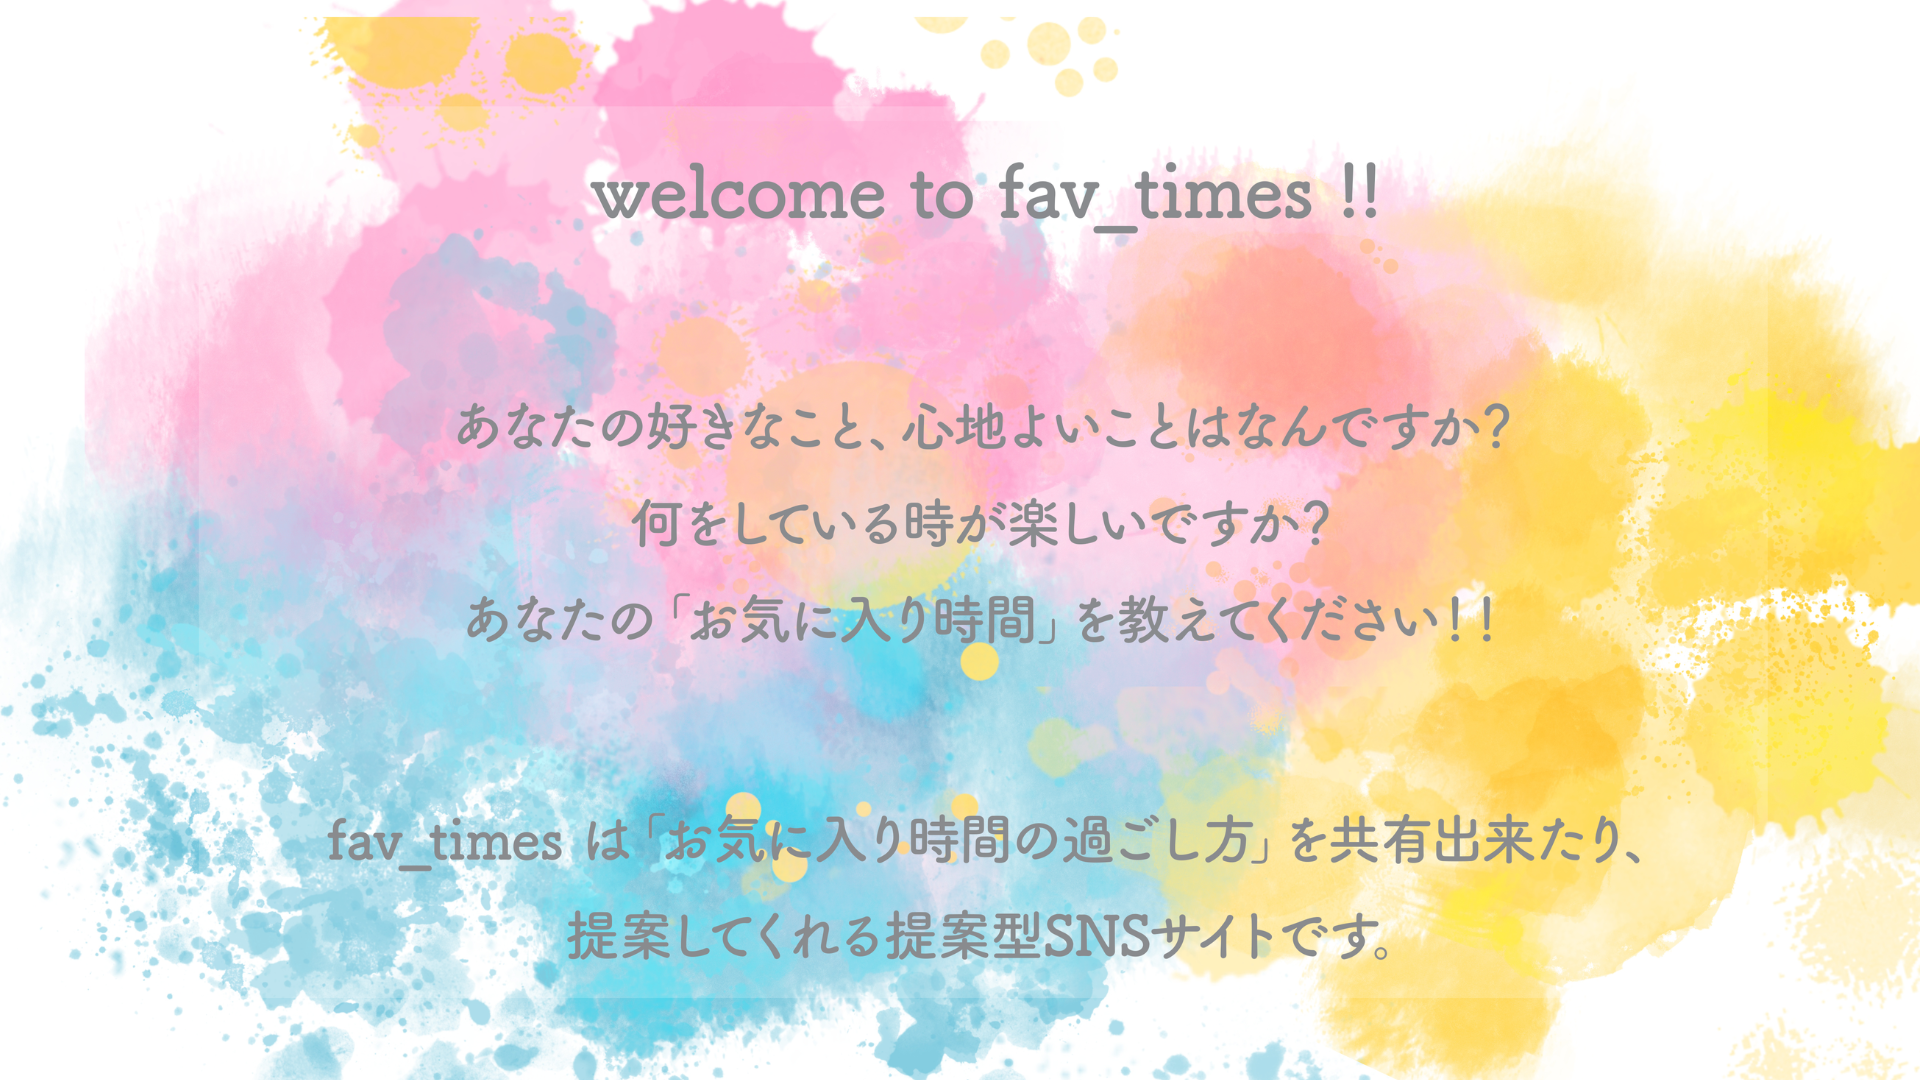 welcome to fav_times !!
あなたの好きなこと、心地よいことはなんですか?
何をしている時が楽しいですか?
あなたの「お気に入り時間」を教えてください!!
fav_times は「お気に入り時間の過ごし方」を共有出来たり、
提案してくれる提案型SNSサイトです。